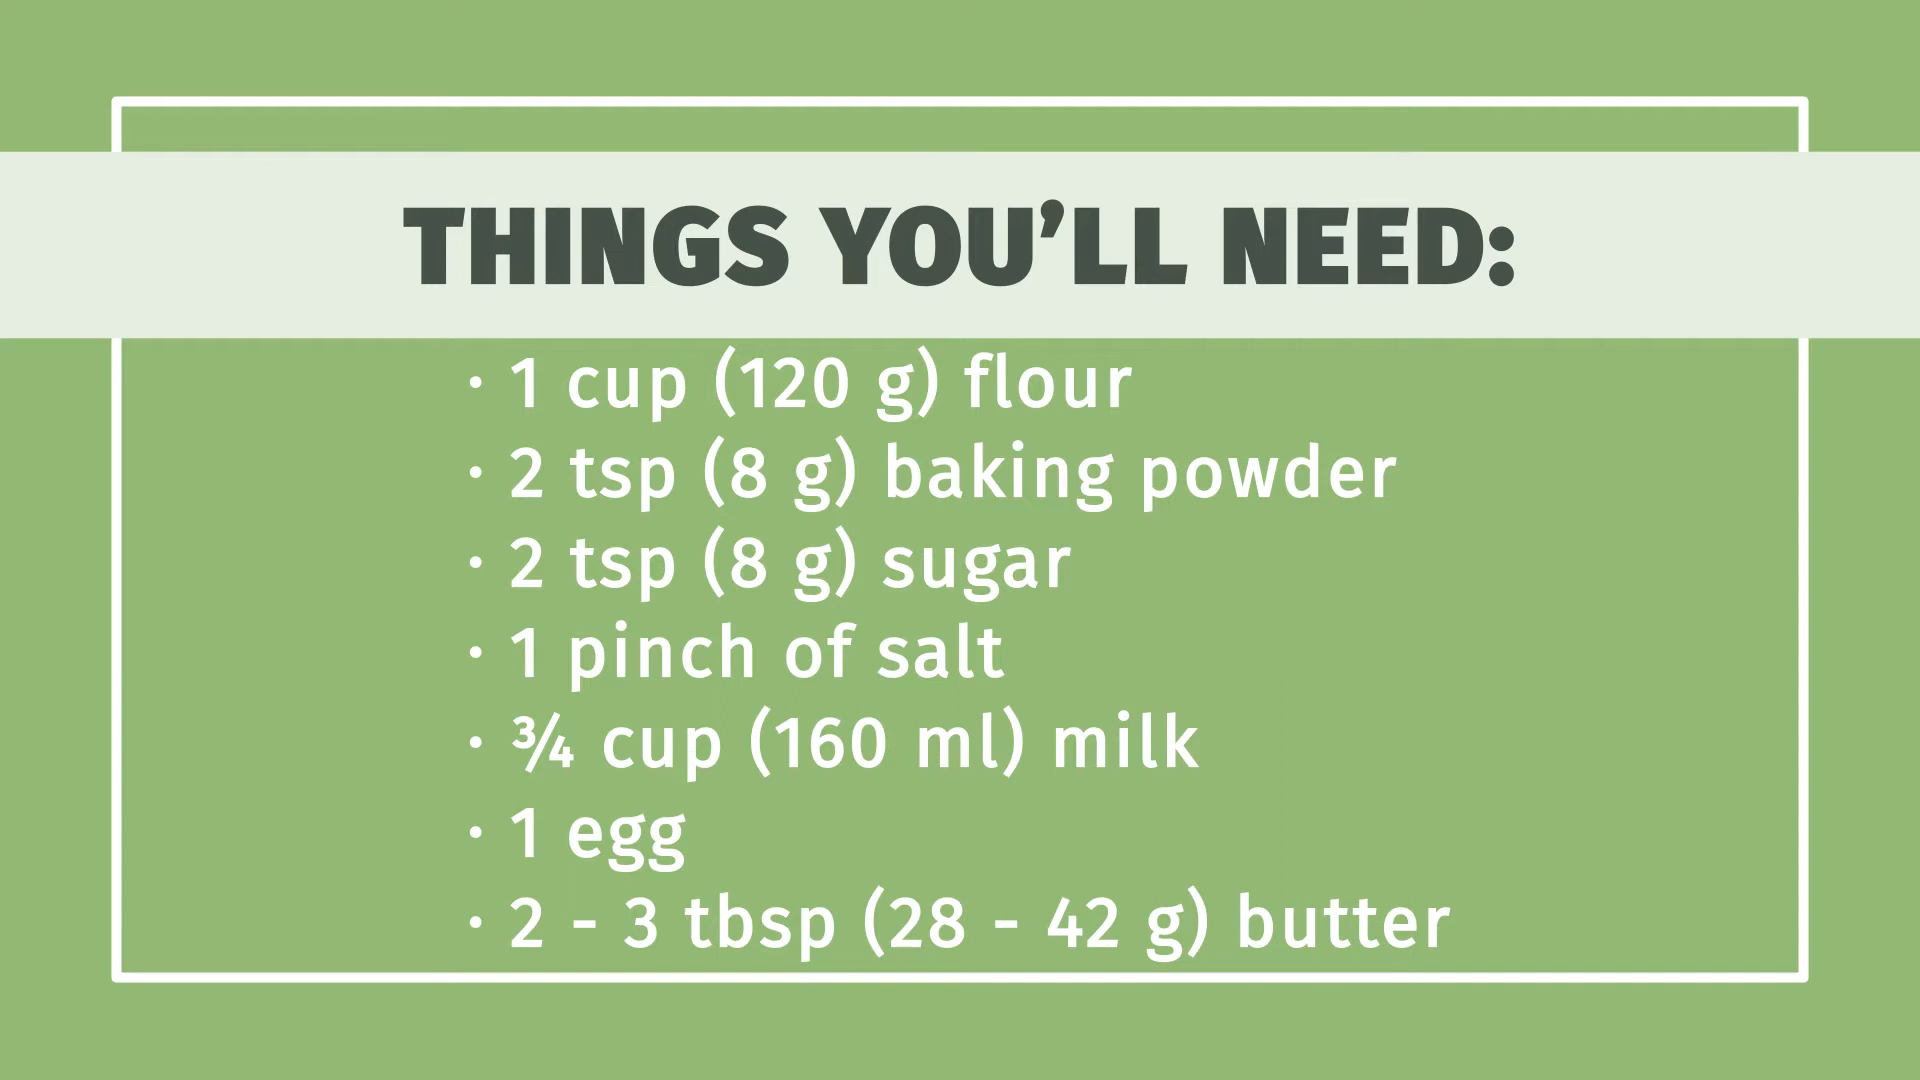 THINGS YOU’LL NEED:
· 1 cup (120 g) flour
· 2 tsp (8 g) baking powder
· 2 tsp (8 g) sugar
· 1 pinch of salt
· ¾ cup (160 ml) milk
· 1 egg
· 2 - 3 tbsp (28 - 42 g) butter